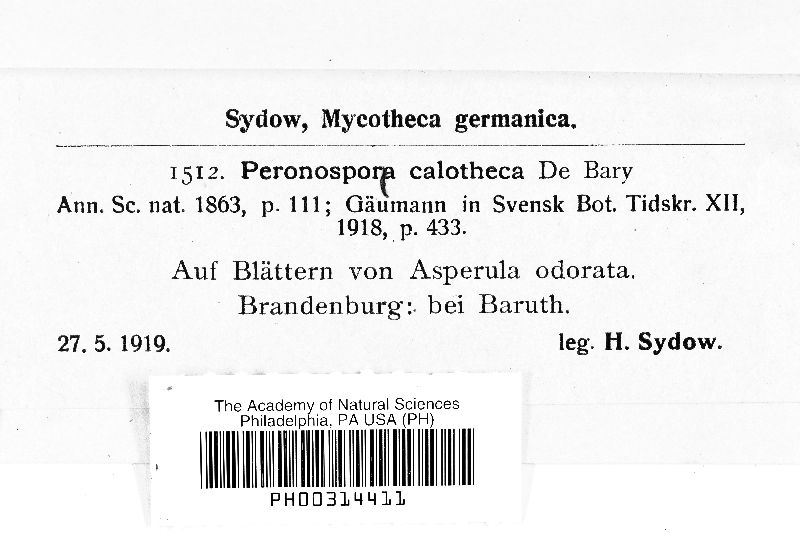 Sydow, Mycotheca germanica.
1512. Peronospora calotheca De Bary
Ann. Sc. nat. 1863, p. 111; Gäumann in Svensk Bot. Tidskr. XII,
1918, p. 433.
Auf Blättern von Asperula odorata.
Brandenburg: bei Baruth.
27. 5. 1919. leg. H. Sydow.
The Academy of Natural Sciences
Philadelphia, PA USA (PH)
PH00314411